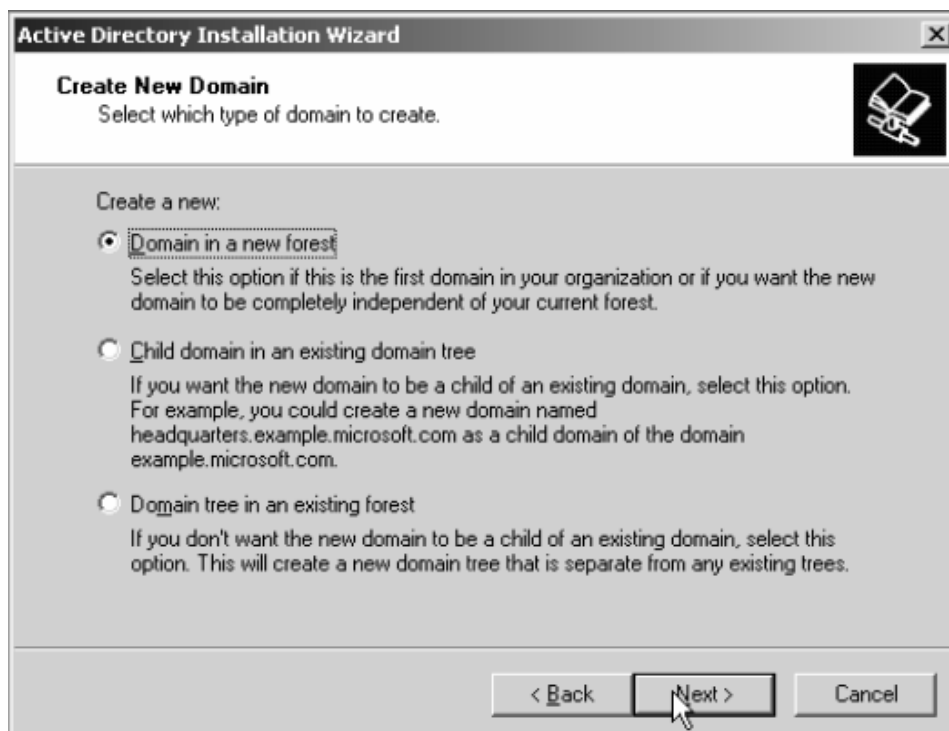 Active Directory Installation Wizard
Create New Domain
Select which type of domain to create.
Create a new:
Domain in a new forest
Select this option if this is the first domain in your organization or if you want the new
domain to be completely independent of your current forest.
Child domain in an existing domain tree
If you want the new domain to be a child of an existing domain, select this option.
For example, you could create a new domain named
headquarters.example.microsoft.com as a child domain of the domain
example.microsoft.com.
Domain tree in an existing forest
If you don't want the new domain to be a child of an existing domain, select this
option. This will create a new domain tree that is separate from any existing trees.
< Back
Next >
Cancel